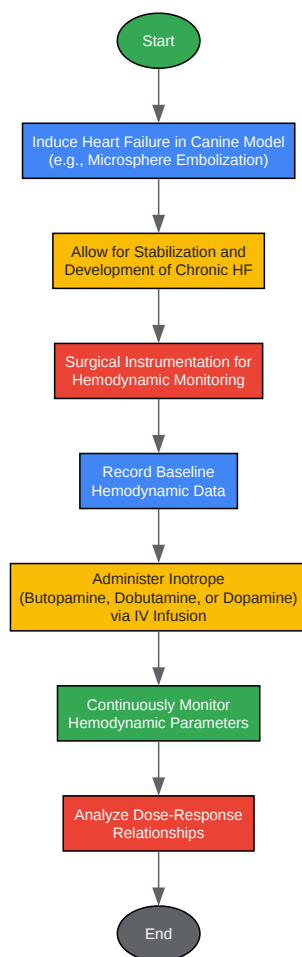 Start
Induce Heart Failure in Canine Model
(e.g., Microsphere Embolization)
Allow for Stabilization and
Development of Chronic HF
Surgical Instrumentation for
Hemodynamic Monitoring
Record Baseline
Hemodynamic Data
Administer Inotrope
(Butopamine, Dobutamine, or Dopamine)
via IV Infusion
Continuously Monitor
Hemodynamic Parameters
Analyze Dose-Response
Relationships
End